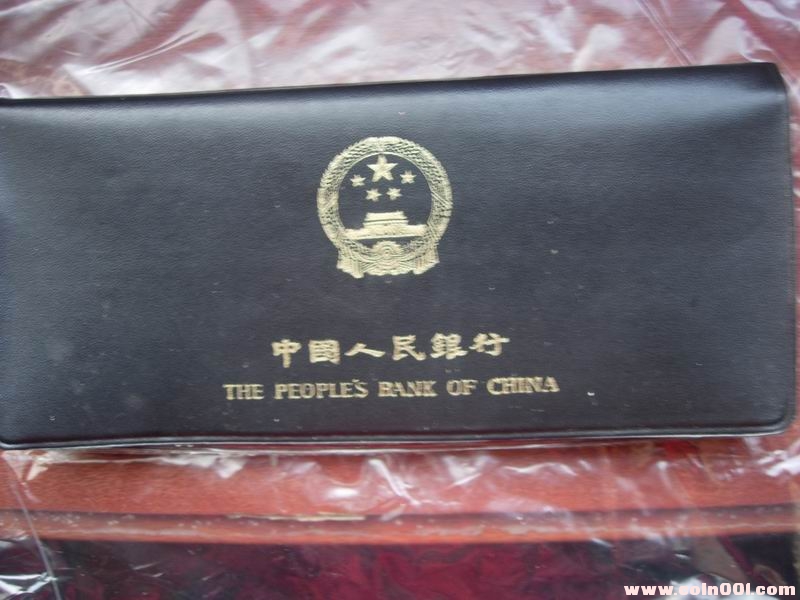 中國人民銀行
THE PEOPLE'S BANK OF CHINA
www.coin001.com